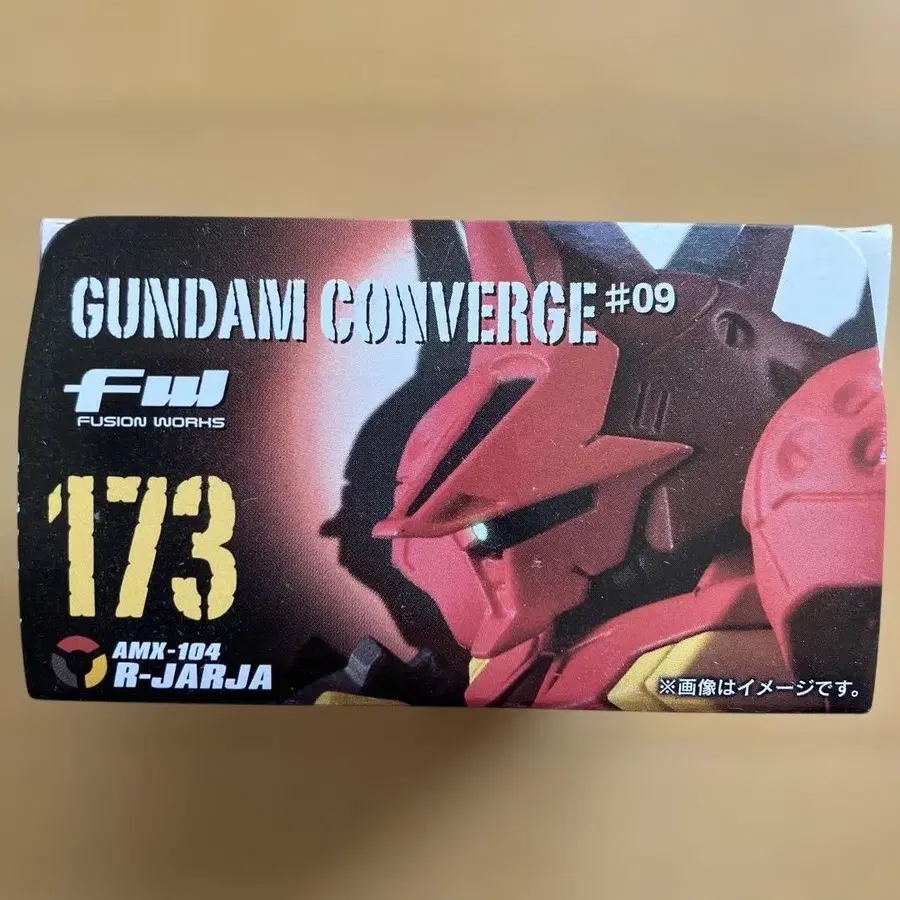 GUNDAM CONVERGE #09
FW
FUSION WORKS
173
AMX-104
R-JARJA
※画像はイメージです。